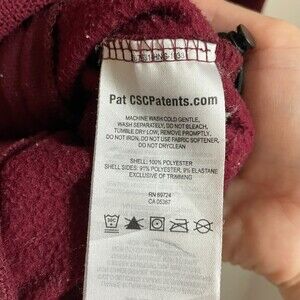 Pat CSCPatents.com
MACHINE WASH COLD GENTLE,
WASH SEPARATELY, DO NOT BLEACH,
TUMBLE DRY LOW, REMOVE PROMPTLY,
DO NOT IRON, DO NOT USE FABRIC SOFTENER,
DO NOT DRYCLEAN
SHELL: 100% POLYESTER
SHELL SIDES: 91% POLYESTER, 9% ELASTANE
EXCLUSIVE OF TRIMMING
RN 69724
CA 05367